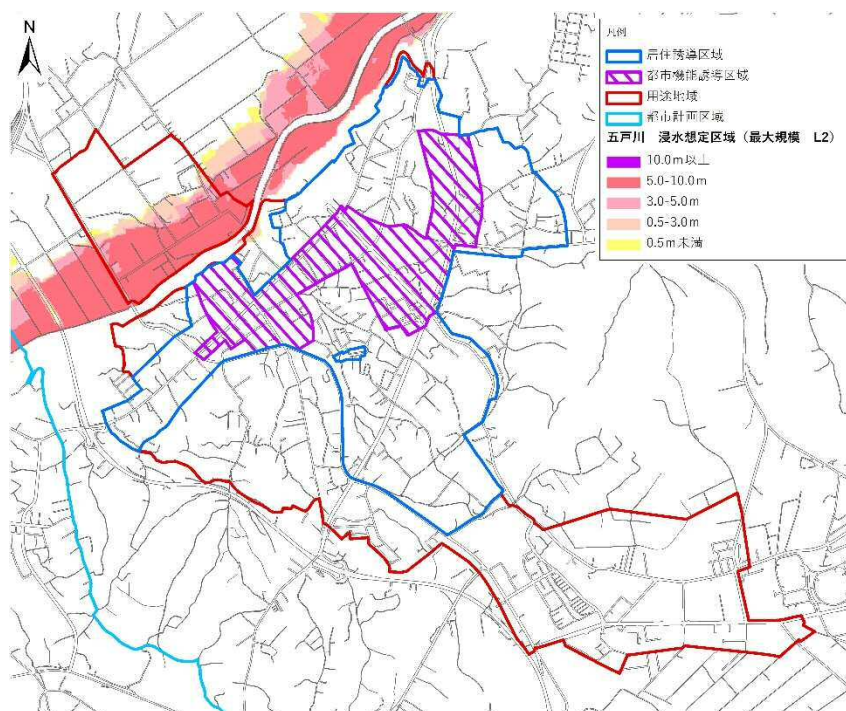 N
凡例
居住誘導区域
都市機能誘導区域
用途地域
都市計画区域
五戸川 浸水想定区域（最大規模 L2）
10.0m以上
5.0-10.0m
3.0-5.0m
0.5-3.0m
0.5m未満